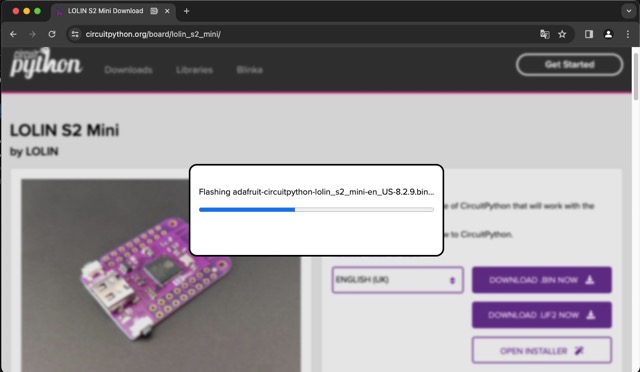 LOLIN S2 Mini Download
circuitpython.org/board/lolin_s2_mini/
circuit
python
Downloads
Libraries
Blinka
Get Started
LOLIN S2 Mini
by LOLIN
Flashing adafruit-circuitpython-lolin_s2_mini-en_US-8.2.9.bin...
e of CircuitPython that will work with the
w to CircuitPython.
ENGLISH (UK)
DOWNLOAD .BIN NOW
DOWNLOAD .UF2 NOW
OPEN INSTALLER